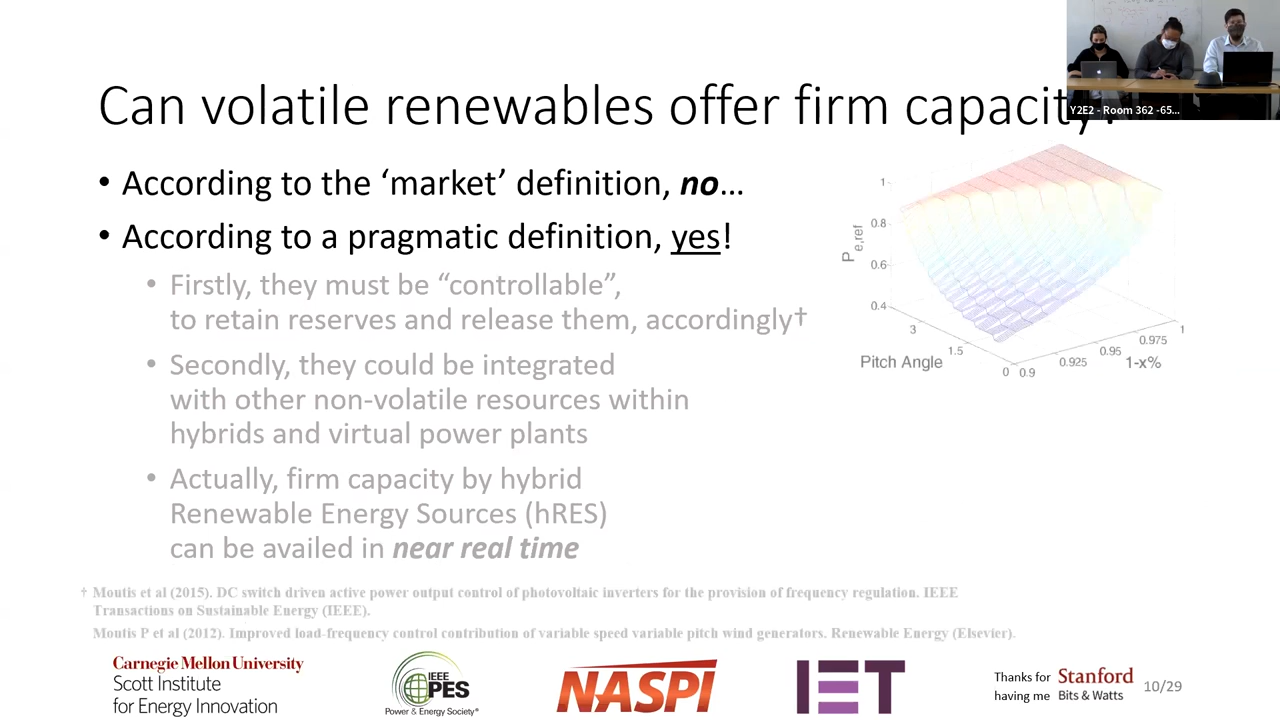 Can volatile renewables offer firm capacity?
Y2E2 - Room 362 -65...
• According to the ‘market’ definition, no…
• According to a pragmatic definition, yes!
• Firstly, they must be “controllable”,
to retain reserves and release them, accordingly†
• Secondly, they could be integrated
with other non-volatile resources within
hybrids and virtual power plants
• Actually, firm capacity by hybrid
Renewable Energy Sources (hRES)
can be availed in near real time
1
0.8
0.6
0.4
P e,ref
3
1.5
0
Pitch Angle
0.9
0.925
0.95
0.975
1
1-x%
† Moutis et al (2015). DC switch driven active power output control of photovoltaic inverters for the provision of frequency regulation. IEEE
Transactions on Sustainable Energy (IEEE).
Moutis P et al (2012). Improved load-frequency control contribution of variable speed variable pitch wind generators. Renewable Energy (Elsevier).
Carnegie Mellon University
Scott Institute
for Energy Innovation
IEEE
PES
Power & Energy Society®
NASPI
IET
Thanks for
having me
Stanford
Bits & Watts
10/29